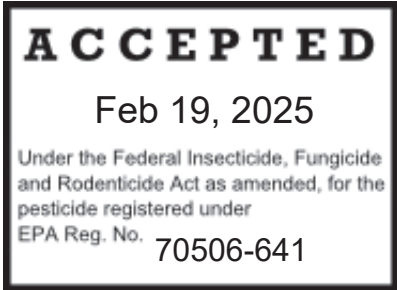 ACCEPTED
Feb 19, 2025
Under the Federal Insecticide, Fungicide
and Rodenticide Act as amended, for the
pesticide registered under
EPA Reg. No. 70506-641